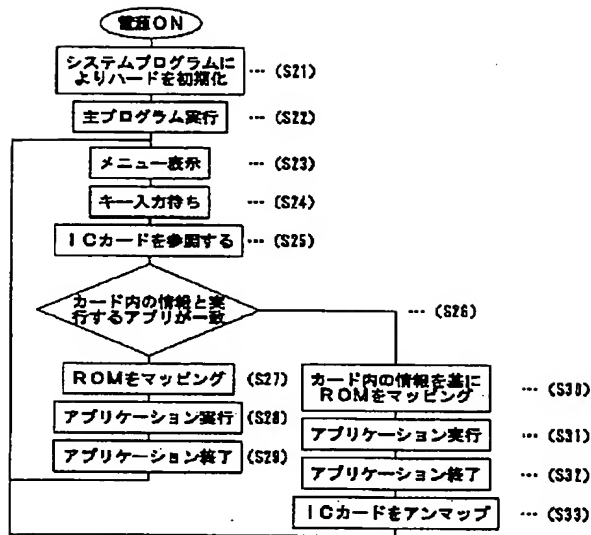 電源ON
システムプログラムに
よりハードを初期化
… (S21)
主プログラム実行
… (S22)
メニュー表示
… (S23)
キー入力待ち
… (S24)
ICカードを参照する
… (S25)
カード内の情報と実
行するアプリが一致
… (S26)
ROMをマッピング
(S27)
アプリケーション実行
(S28)
アプリケーション終了
(S29)
カード内の情報を基に
ROMをマッピング
… (S30)
アプリケーション実行
… (S31)
アプリケーション終了
… (S32)
ICカードをアンマップ
… (S33)